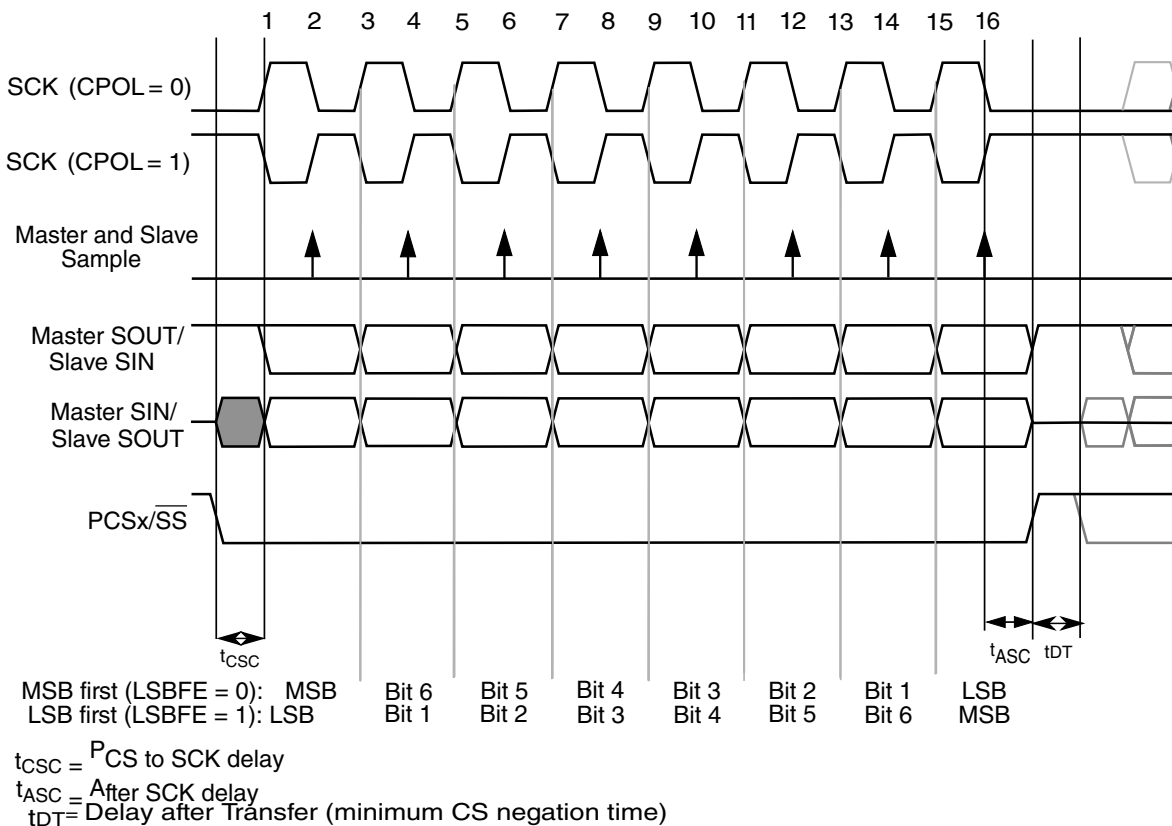 1 2 3 4 5 6 7 8 9 10 11 12 13 14 15 16
SCK (CPOL = 0)
SCK (CPOL = 1)
Master and Slave
Sample
Master SOUT/
Slave SIN
Master SIN/
Slave SOUT
PCSx/SS
tCSC tASC tDT
MSB first (LSBFE = 0): MSB Bit 6 Bit 5 Bit 4 Bit 3 Bit 2 Bit 1 LSB
LSB first (LSBFE = 1): LSB Bit 1 Bit 2 Bit 3 Bit 4 Bit 5 Bit 6 MSB
tCSC = PCS to SCK delay
tASC = After SCK delay
tDT= Delay after Transfer (minimum CS negation time)